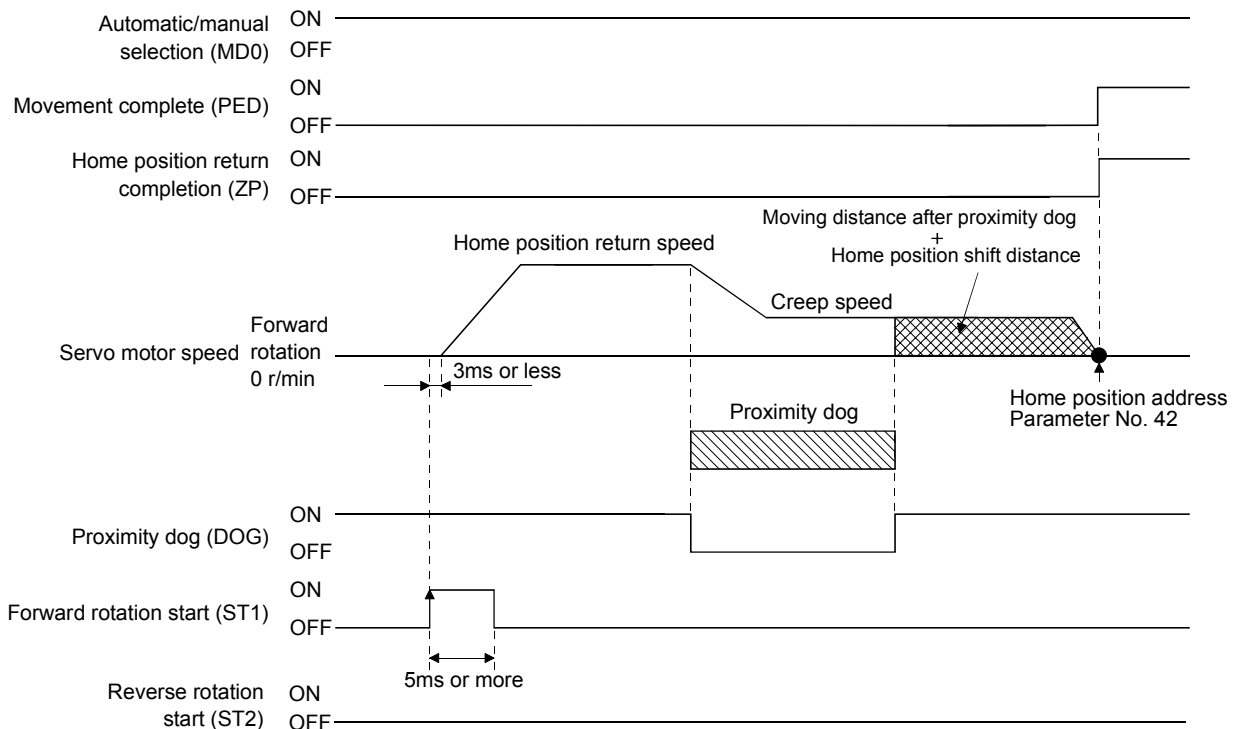 Automatic/manual
selection (MD0)
ON
OFF
Movement complete (PED)
ON
OFF
Home position return
completion (ZP)
ON
OFF
Moving distance after proximity dog
+
Home position shift distance
Home position return speed
Creep speed
Servo motor speed
Forward
rotation
0 r/min
3ms or less
Home position address
Parameter No. 42
Proximity dog
Proximity dog (DOG)
ON
OFF
Forward rotation start (ST1)
ON
OFF
5ms or more
Reverse rotation
start (ST2)
ON
OFF